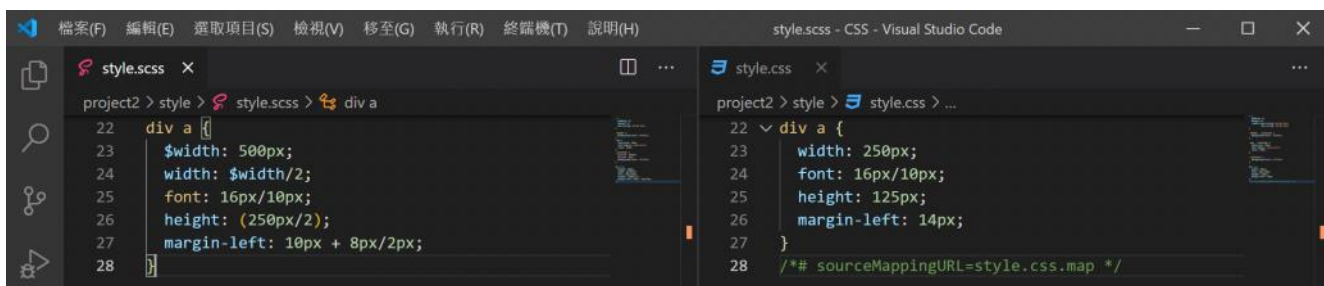 檔案(F) 編輯(E) 選取項目(S) 檢視(V) 移至(G) 執行(R) 終端機(T) 說明(H) style.scss - CSS - Visual Studio Code
style.scss
project2 > style > style.scss > div a
22 div a {
23 $width: 500px;
24 width: $width/2;
25 font: 16px/10px;
26 height: (250px/2);
27 margin-left: 10px + 8px/2px;
28 }
style.css
project2 > style > style.css > ...
22 div a {
23 width: 250px;
24 font: 16px/10px;
25 height: 125px;
26 margin-left: 14px;
27 }
28 /*# sourceMappingURL=style.css.map */